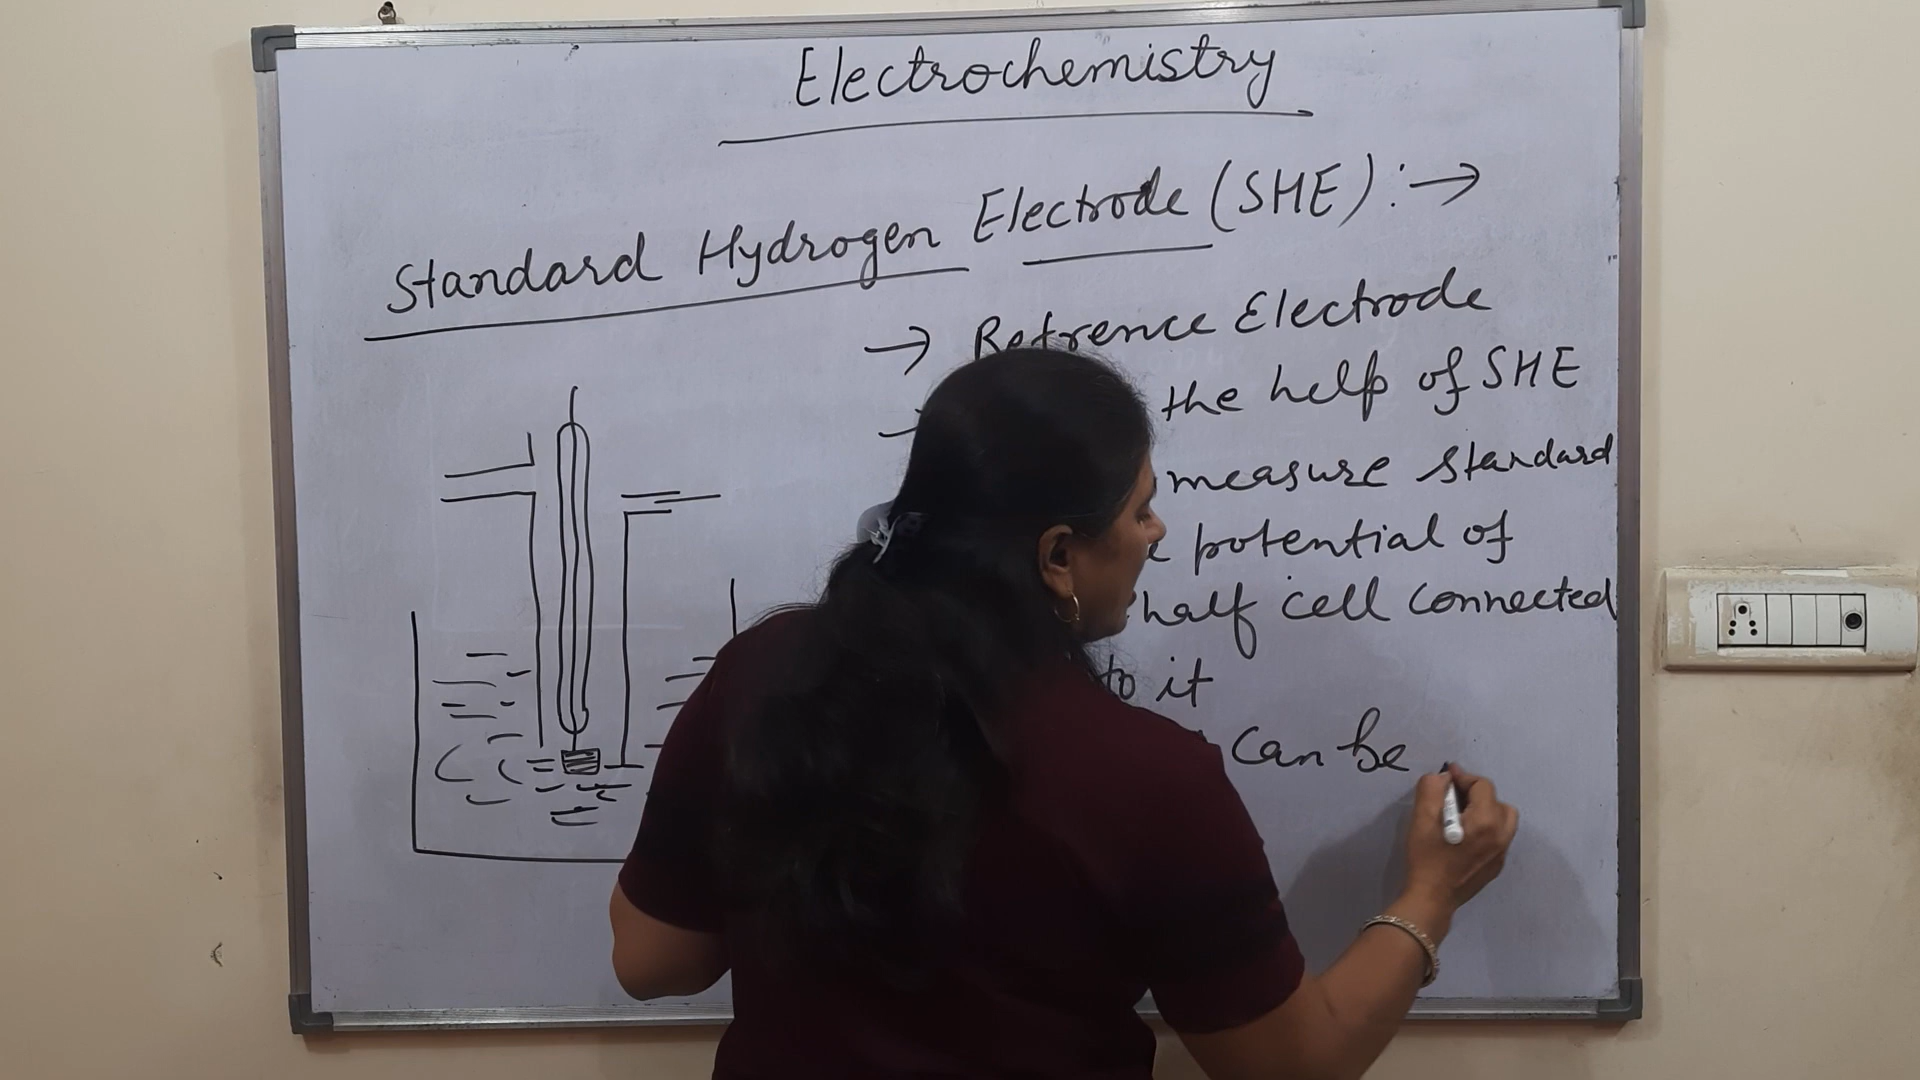 Electrochemistry
Standard Hydrogen Electrode (SHE) :→
→ Refrence Electrode
the help of SHE
measure standard
potential of
half cell connected
to it
can be